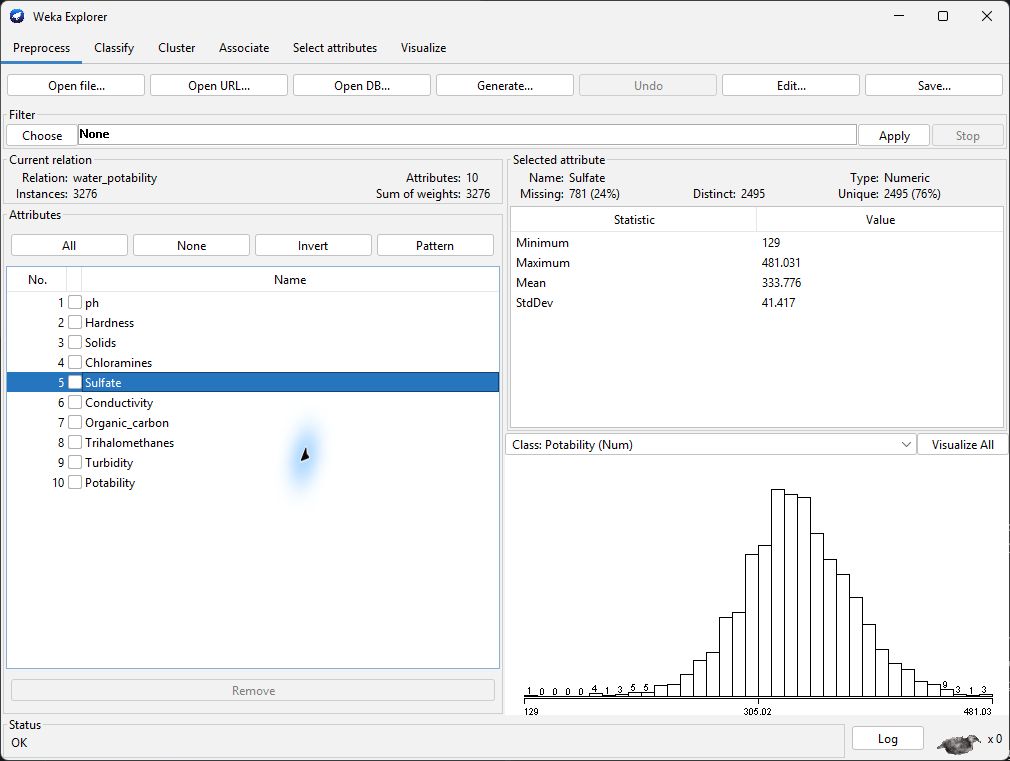 Weka Explorer
Preprocess Classify Cluster Associate Select attributes Visualize
Open file... Open URL... Open DB... Generate... Undo Edit... Save...
Filter
Choose None Apply Stop
Current relation
Relation: water_potability Attributes: 10
Instances: 3276 Sum of weights: 3276
Attributes
All None Invert Pattern
No. Name
1 ph
2 Hardness
3 Solids
4 Chloramines
5 Sulfate
6 Conductivity
7 Organic_carbon
8 Trihalomethanes
9 Turbidity
10 Potability
Remove
Selected attribute
Name: Sulfate Type: Numeric
Missing: 781 (24%) Distinct: 2495 Unique: 2495 (76%)
Statistic Value
Minimum 129
Maximum 481.031
Mean 333.776
StdDev 41.417
Class: Potability (Num) Visualize All
1 0 0 0 0 4 1 3 5 5 9 3 1 3
129 305.02 481.03
Status
OK
Log x 0